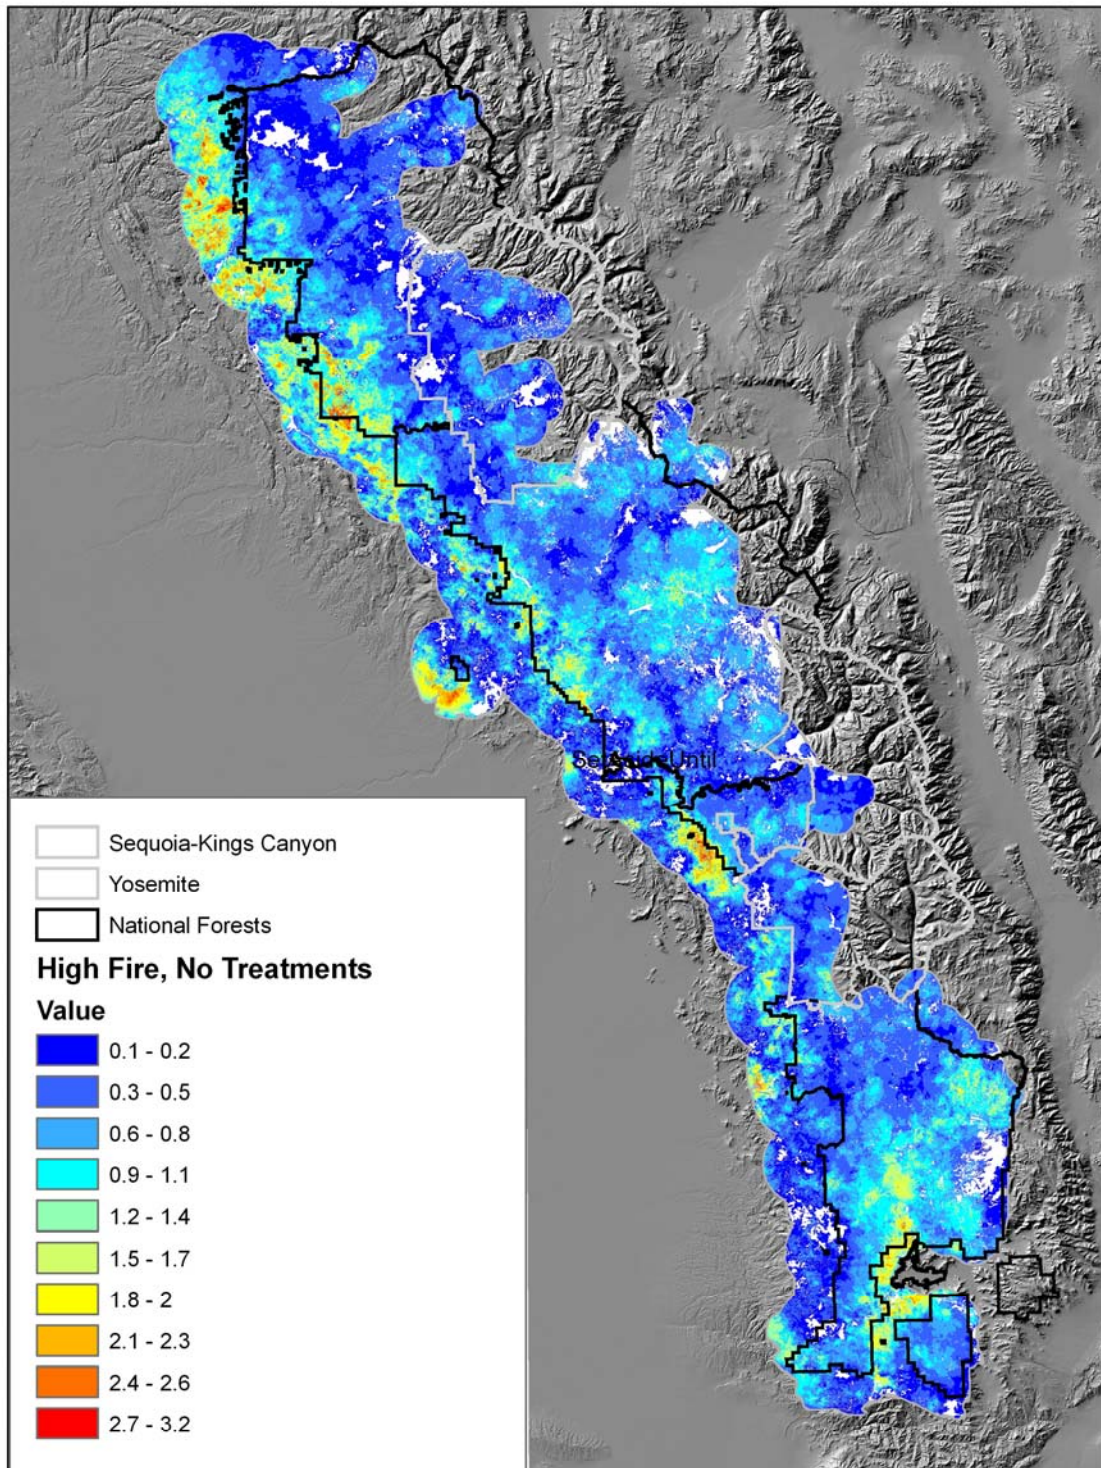 SetAsideUntil
Sequoia-Kings Canyon
Yosemite
National Forests
High Fire, No Treatments
Value
0.1 - 0.2
0.3 - 0.5
0.6 - 0.8
0.9 - 1.1
1.2 - 1.4
1.5 - 1.7
1.8 - 2
2.1 - 2.3
2.4 - 2.6
2.7 - 3.2